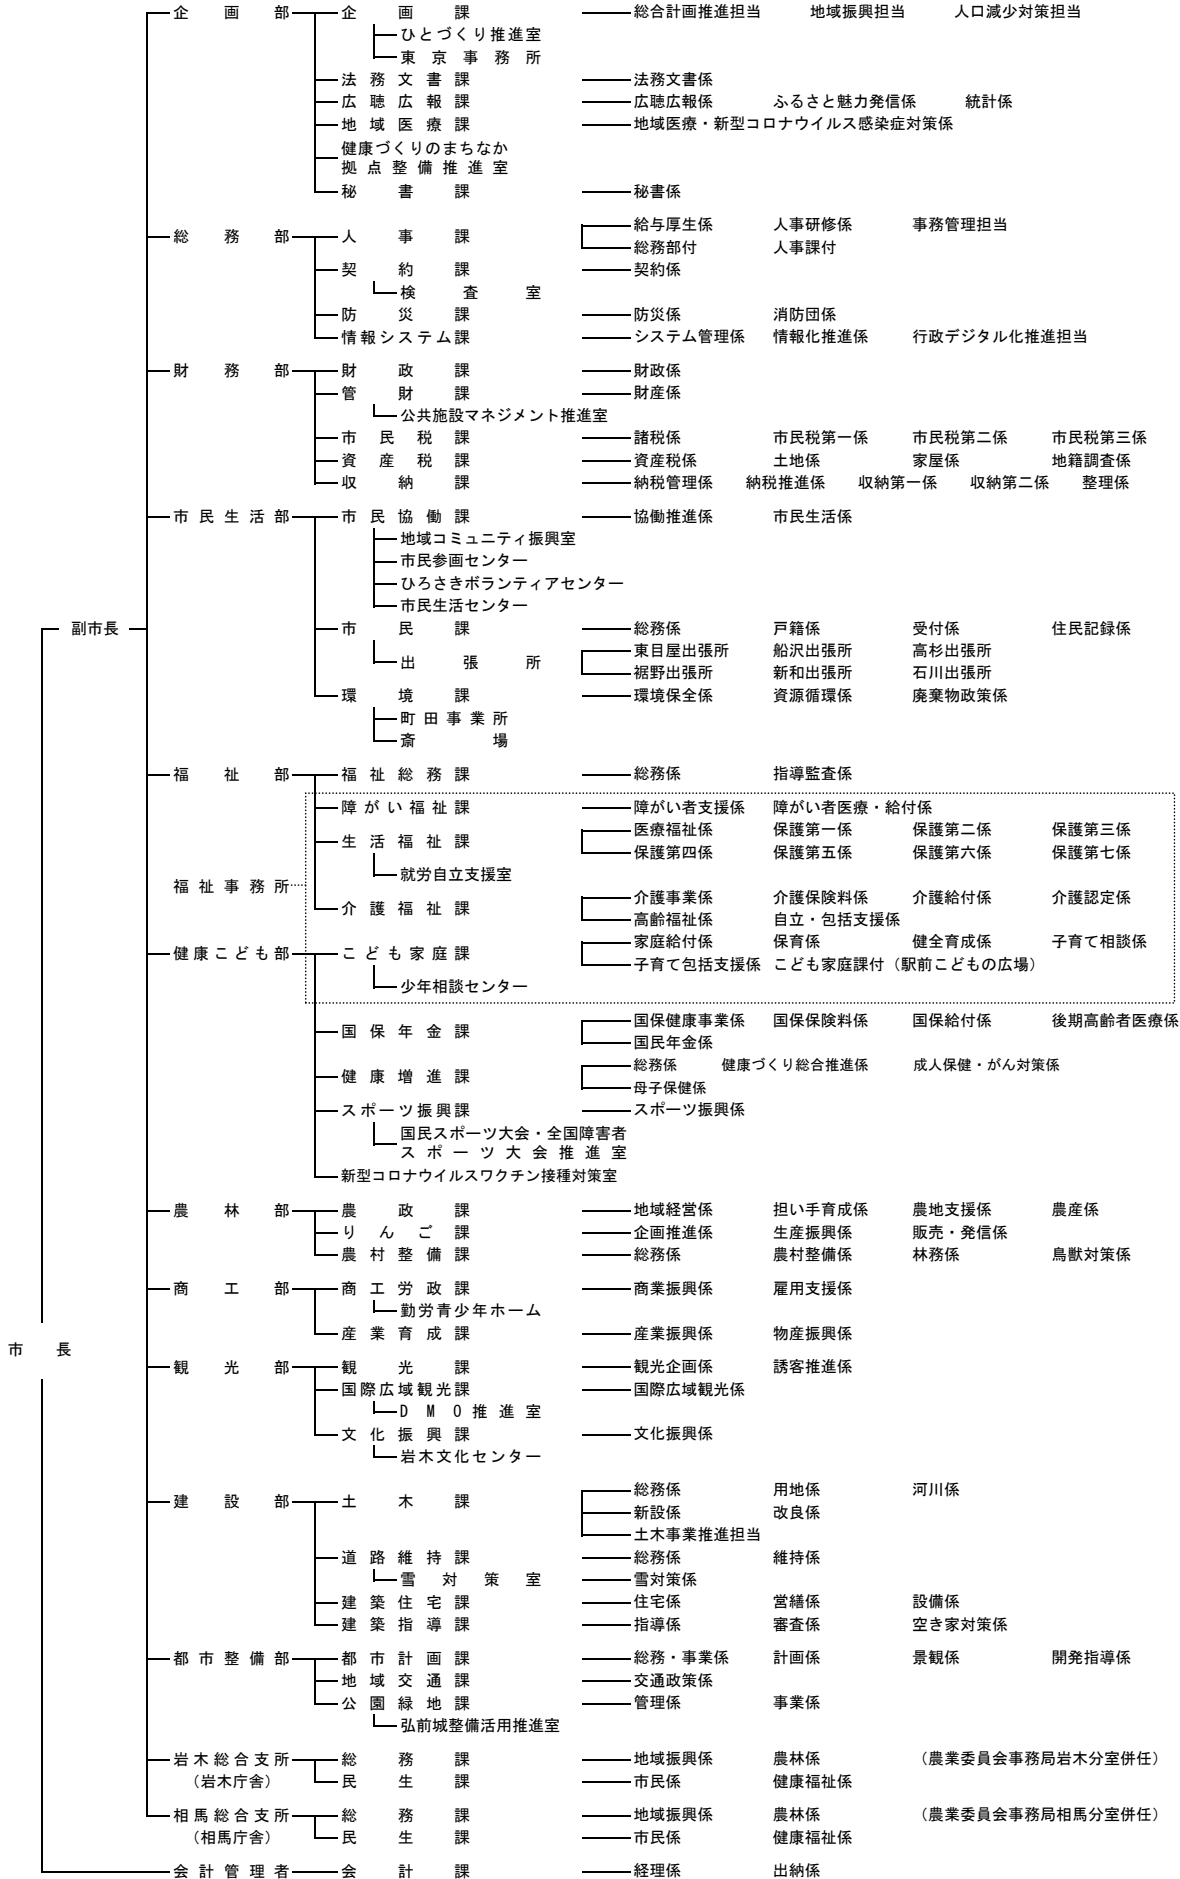 企画部 企画課 総合計画推進担当 地域振興担当 人口減少対策担当
ひとづくり推進室
東京事務所
法務文書課 法務文書係
広聴広報課 広聴広報係 ふるさと魅力発信係 統計係
地域医療課 地域医療・新型コロナウイルス感染症対策係
健康づくりのまちなか
拠点整備推進室
秘書課 秘書係
給与厚生係 人事研修係 事務管理担当
総務部 人事課
総務部付 人事課付
契約課 契約係
検査室
防災課 防災係 消防団係
情報システム課 システム管理係 情報化推進係 行政デジタル化推進担当
財務部 財政課 財政係
管財課 財産係
公共施設マネジメント推進室
市民税課 諸税係 市民税第一係 市民税第二係 市民税第三係
資産税課 資産税係 土地係 家屋係 地籍調査係
収納課 納税管理係 納税推進係 収納第一係 収納第二係 整理係
市民生活部 市民協働課 協働推進係 市民生活係
地域コミュニティ振興室
市民参画センター
ひろさきボランティアセンター
市民生活センター
副市長 市民課 総務係 戸籍係 受付係 住民記録係
東目屋出張所 船沢出張所 高杉出張所
出張所
裾野出張所 新和出張所 石川出張所
環境課 環境保全係 資源循環係 廃棄物政策係
町田事業所
斎場
福祉部 福祉総務課 総務係 指導監査係
障がい福祉課 障がい者支援係 障がい者医療・給付係
医療福祉係 保護第一係 保護第二係 保護第三係
生活福祉課
保護第四係 保護第五係 保護第六係 保護第七係
就労自立支援室
福祉事務所
介護事業係 介護保険料係 介護給付係 介護認定係
介護福祉課
高齢福祉係 自立・包括支援係
家庭給付係 保育係 健全育成係 子育て相談係
健康こども部 こども家庭課
子育て包括支援係 こども家庭課付（駅前こどもの広場）
少年相談センター
国保健康事業係 国保保険料係 国保給付係 後期高齢者医療係
国保年金課
国民年金係
総務係 健康づくり総合推進係 成人保健・がん対策係
健康増進課
母子保健係
スポーツ振興課 スポーツ振興係
国民スポーツ大会・全国障害者
スポーツ大会推進室
新型コロナウイルスワクチン接種対策室
農林部 農政課 地域経営係 担い手育成係 農地支援係 農産係
りんご課 企画推進係 生産振興係 販売・発信係
農村整備課 総務係 農村整備係 林務係 鳥獣対策係
商工部 商工労政課 商業振興係 雇用支援係
勤労青少年ホーム
産業育成課 産業振興係 物産振興係
市長
観光部 観光課 観光企画係 誘客推進係
国際広域観光課 国際広域観光係
DMO推進室
文化振興課 文化振興係
岩木文化センター
総務係 用地係 河川係
建設部 土木課
新設係 改良係
土木事業推進担当
道路維持課 総務係 維持係
雪対策室 雪対策係
建築住宅課 住宅係 営繕係 設備係
建築指導課 指導係 審査係 空き家対策係
都市整備部 都市計画課 総務・事業係 計画係 景観係 開発指導係
地域交通課 交通政策係
公園緑地課 管理係 事業係
弘前城整備活用推進室
岩木総合支所 総務課 地域振興係 農林係 （農業委員会事務局岩木分室併任）
（岩木庁舎） 民生課 市民係 健康福祉係
相馬総合支所 総務課 地域振興係 農林係 （農業委員会事務局相馬分室併任）
（相馬庁舎） 民生課 市民係 健康福祉係
会計管理者 会計課 経理係 出納係